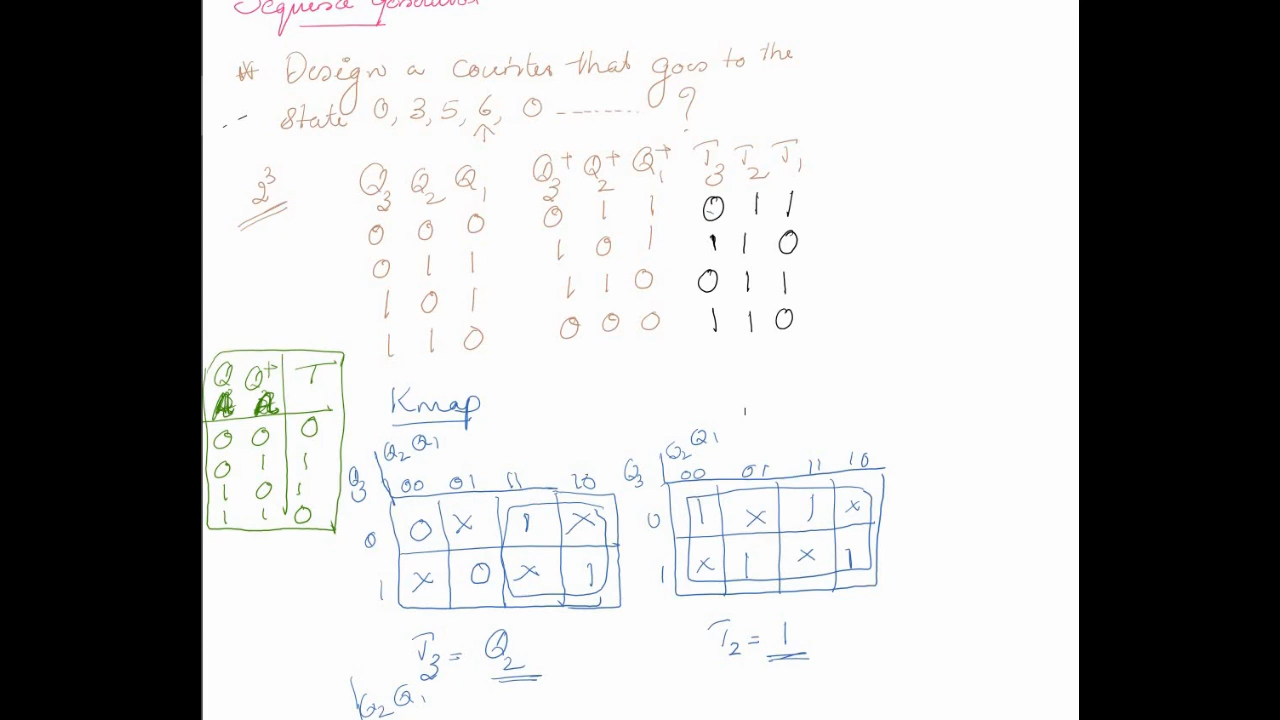 Sequence generator
** Design a counter that goes to the
state 0, 3, 5, 6, 0 -------- ?
2³
Q₃ Q₂ Q₁ Q₃⁺ Q₂⁺ Q₁⁺ T₃ T₂ T₁
0 0 0 0 1 1 0 1 1
0 1 1 1 0 1 1 1 0
1 0 1 1 1 0 0 1 1
1 1 0 0 0 0 1 1 0
Q Q⁺ T
0 0 0
0 1 1
1 0 1
1 1 0
Kmap
Q₂Q₁
Q₃ 00 01 11 10
0 0 X 1 X
1 X 0 X 1
T₃ = Q₂
Q₂Q₁
Q₃ 00 01 11 10
0 1 X 1 X
1 X 1 X 1
T₂ = 1
Q₂Q₁